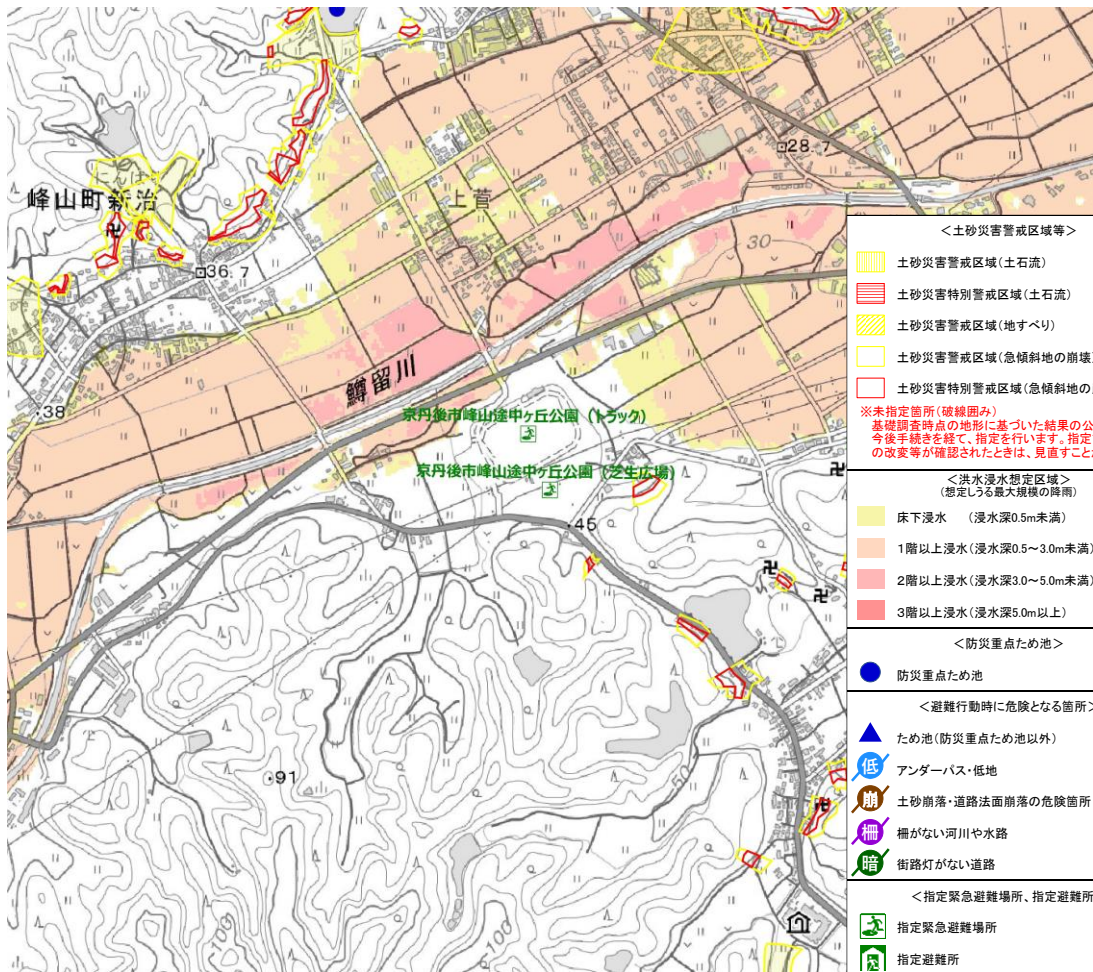 にんば
峰山町新治
36.7
38
上菅
28.7
30
鱒留川
京丹後市峰山途中ヶ丘公園（トラック）
京丹後市峰山途中ヶ丘公園（芝生広場）
45
91
50
100
100
＜土砂災害警戒区域等＞
土砂災害警戒区域(土石流)
土砂災害特別警戒区域(土石流)
土砂災害警戒区域(地すべり)
土砂災害警戒区域(急傾斜地の崩壊)
土砂災害特別警戒区域(急傾斜地の
※未指定箇所(破線囲み)
基礎調査時点の地形に基づいた結果の公
今後手続きを経て、指定を行います。指定
の改変等が確認されたときは、見直すことが
＜洪水浸水想定区域＞
(想定しうる最大規模の降雨)
床下浸水　(浸水深0.5m未満)
1階以上浸水(浸水深0.5～3.0m未満)
2階以上浸水(浸水深3.0～5.0m未満)
3階以上浸水(浸水深5.0m以上)
＜防災重点ため池＞
防災重点ため池
＜避難行動時に危険となる箇所＞
ため池(防災重点ため池以外)
低 アンダーパス・低地
崩 土砂崩落・道路法面崩落の危険箇所
柵 柵がない河川や水路
暗 街路灯がない道路
＜指定緊急避難場所、指定避難所
指定緊急避難場所
指定避難所